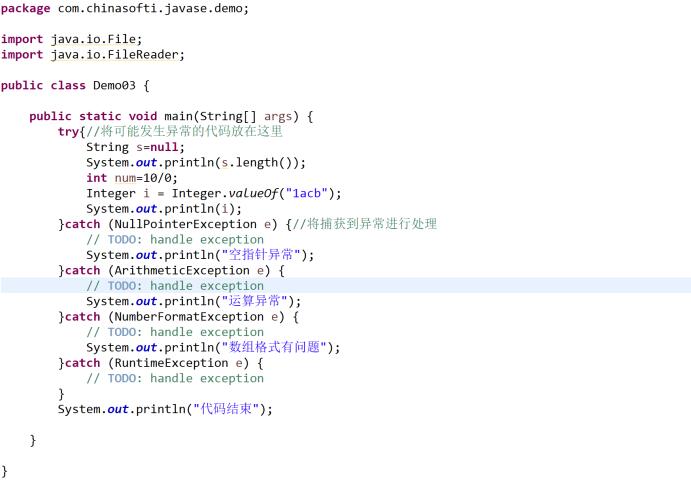 package com.chinasofti.javase.demo;
import java.io.File;
import java.io.FileReader;
public class Demo03 {
public static void main(String[] args) {
try{//将可能发生异常的代码放在这里
String s=null;
System.out.println(s.length());
int num=10/0;
Integer i = Integer.valueOf("1acb");
System.out.println(i);
}catch (NullPointerException e) {//将捕获到异常进行处理
// TODO: handle exception
System.out.println("空指针异常");
}catch (ArithmeticException e) {
// TODO: handle exception
System.out.println("运算异常");
}catch (NumberFormatException e) {
// TODO: handle exception
System.out.println("数组格式有问题");
}catch (RuntimeException e) {
// TODO: handle exception
}
System.out.println("代码结束");
}
}